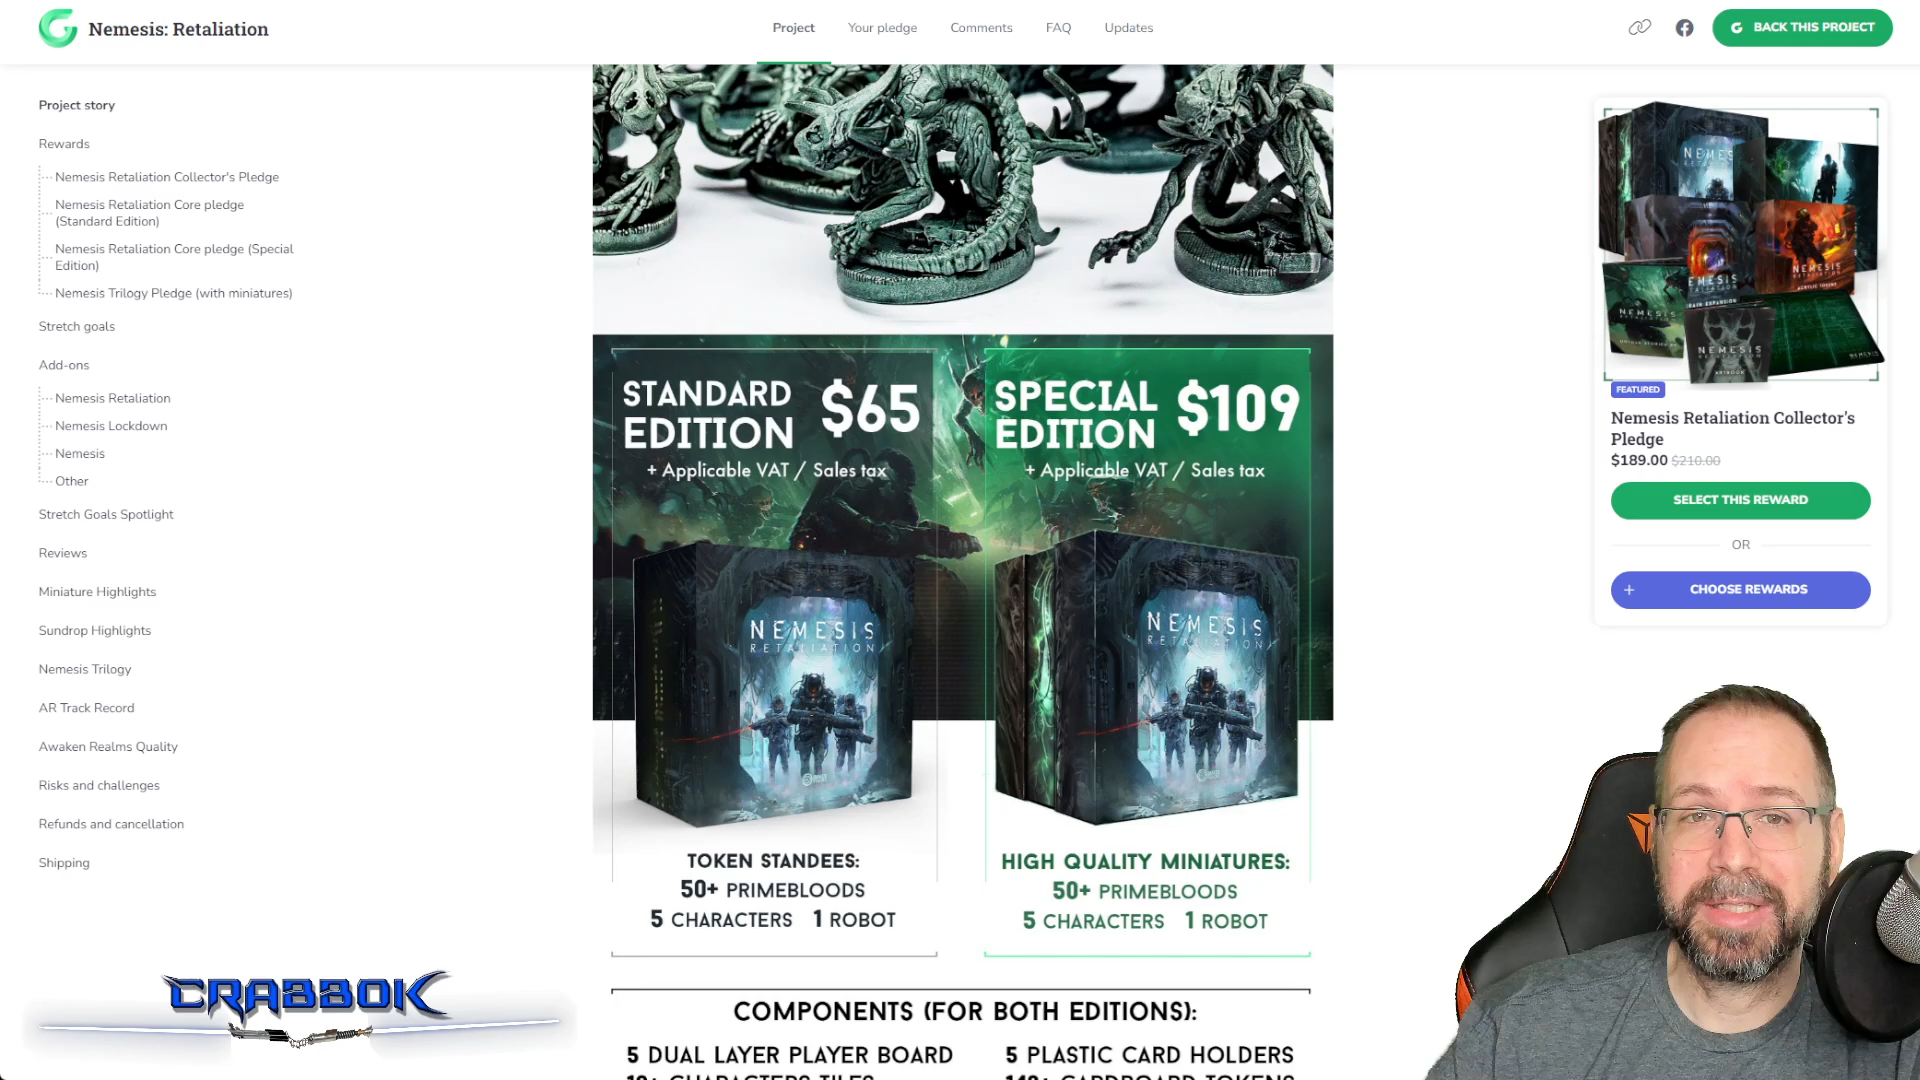 Nemesis: Retaliation
Project
Your pledge
Comments
FAQ
Updates
BACK THIS PROJECT
Project story
Rewards
Nemesis Retaliation Collector's Pledge
Nemesis Retaliation Core pledge
(Standard Edition)
Nemesis Retaliation Core pledge (Special
Edition)
Nemesis Trilogy Pledge (with miniatures)
Stretch goals
Add-ons
Nemesis Retaliation
Nemesis Lockdown
Nemesis
Other
Stretch Goals Spotlight
Reviews
Miniature Highlights
Sundrop Highlights
Nemesis Trilogy
AR Track Record
Awaken Realms Quality
Risks and challenges
Refunds and cancellation
Shipping
CRABBOK
STANDARD
EDITION
$65
+ Applicable VAT / Sales tax
NEMESIS
RETALIATION
TOKEN STANDEES:
50+ PRIMEBLOODS
5 CHARACTERS 1 ROBOT
SPECIAL
EDITION
$109
+ Applicable VAT / Sales tax
NEMESIS
RETALIATION
HIGH QUALITY MINIATURES:
50+ PRIMEBLOODS
5 CHARACTERS 1 ROBOT
COMPONENTS (FOR BOTH EDITIONS):
5 DUAL LAYER PLAYER BOARD
5 PLASTIC CARD HOLDERS
NEMESIS
NEMESIS
NEMESIS
NEMESIS
RETALIATION
ARTBOOK
FEATURED
Nemesis Retaliation Collector's
Pledge
$189.00 $210.00
SELECT THIS REWARD
OR
+ CHOOSE REWARDS